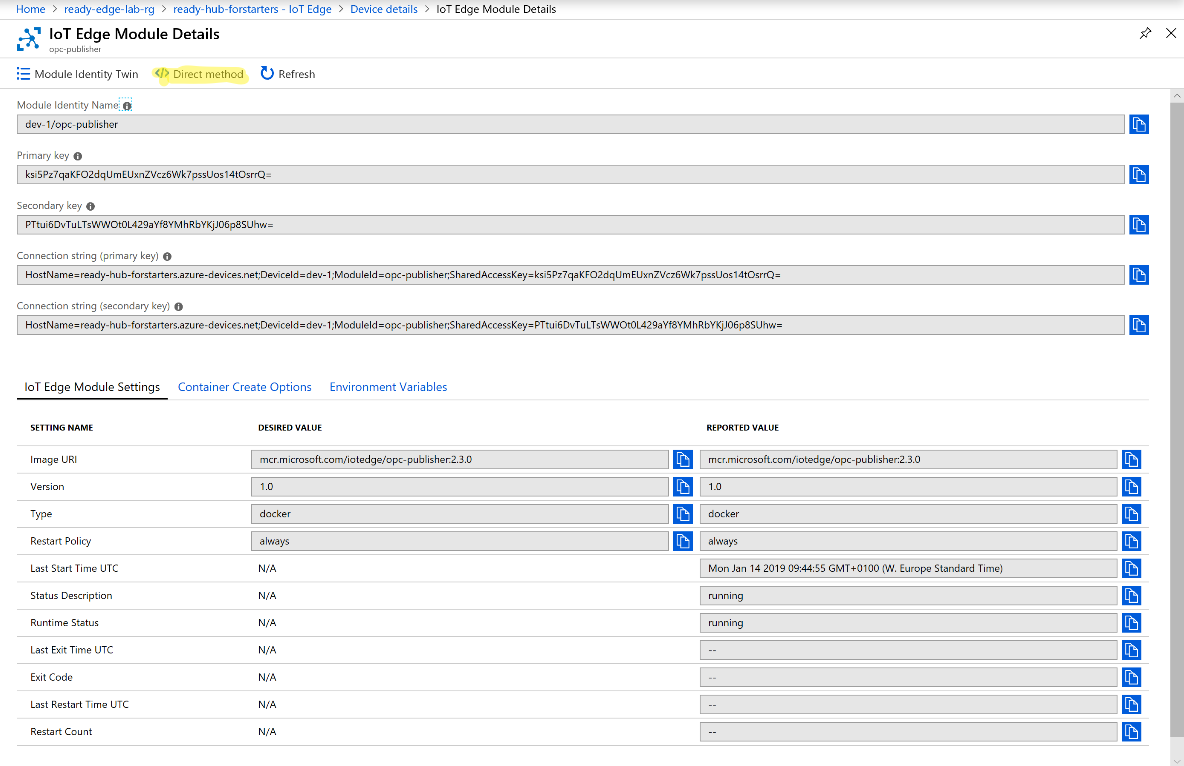 Home > ready-edge-lab-rg > ready-hub-forstarters - IoT Edge > Device details > IoT Edge Module Details
IoT Edge Module Details
opc-publisher
Module Identity Twin </> Direct method Refresh
Module Identity Name
dev-1/opc-publisher
Primary key
ksi5Pz7qaKFO2dqUmEUxnZVcz6Wk7pssUos14tOsrrQ=
Secondary key
PTtui6DvTuLTsWWOt0L429aYf8YMhRbYKjJ06p8SUhw=
Connection string (primary key)
HostName=ready-hub-forstarters.azure-devices.net;DeviceId=dev-1;ModuleId=opc-publisher;SharedAccessKey=ksi5Pz7qaKFO2dqUmEUxnZVcz6Wk7pssUos14tOsrrQ=
Connection string (secondary key)
HostName=ready-hub-forstarters.azure-devices.net;DeviceId=dev-1;ModuleId=opc-publisher;SharedAccessKey=PTtui6DvTuLTsWWOt0L429aYf8YMhRbYKjJ06p8SUhw=
IoT Edge Module Settings Container Create Options Environment Variables
SETTING NAME DESIRED VALUE REPORTED VALUE
Image URI mcr.microsoft.com/iotedge/opc-publisher:2.3.0 mcr.microsoft.com/iotedge/opc-publisher:2.3.0
Version 1.0 1.0
Type docker docker
Restart Policy always always
Last Start Time UTC N/A Mon Jan 14 2019 09:44:55 GMT+0100 (W. Europe Standard Time)
Status Description N/A running
Runtime Status N/A running
Last Exit Time UTC N/A --
Exit Code N/A --
Last Restart Time UTC N/A --
Restart Count N/A --